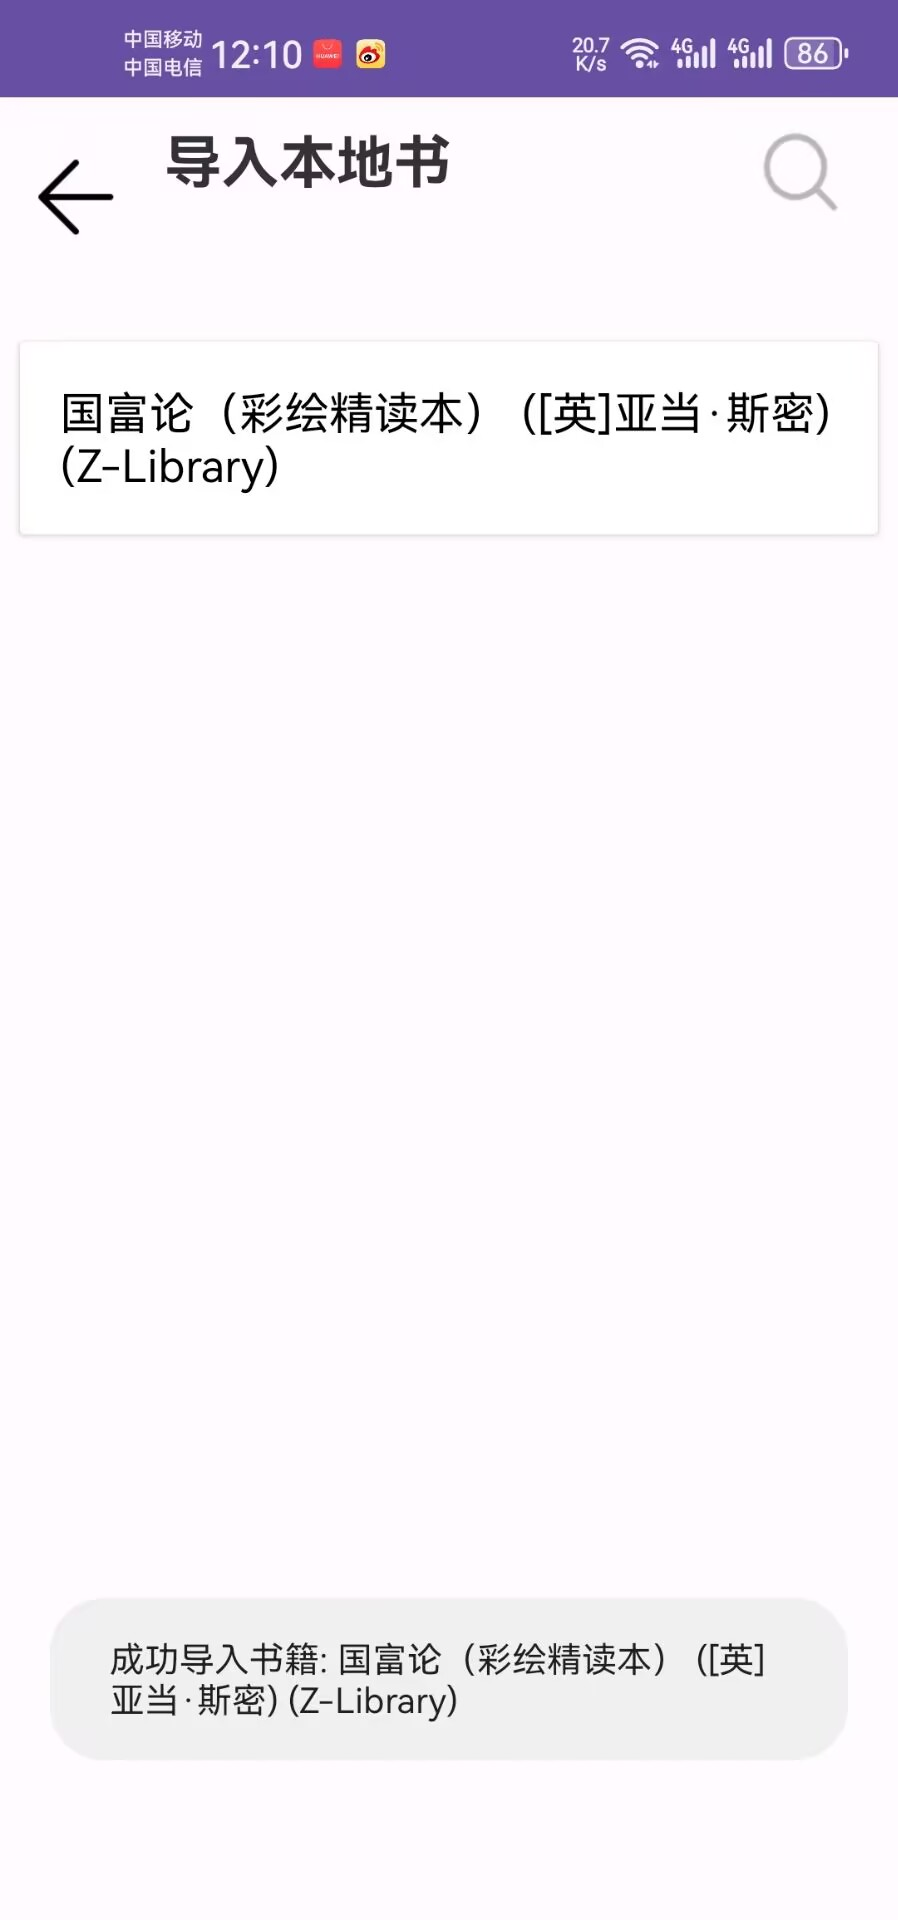 中国移动
中国电信
12:10
HUAWEI
20.7
K/s
4G
4G
86
导入本地书
国富论（彩绘精读本） ([英]亚当·斯密)
(Z-Library)
成功导入书籍: 国富论（彩绘精读本） ([英]
亚当·斯密) (Z-Library)